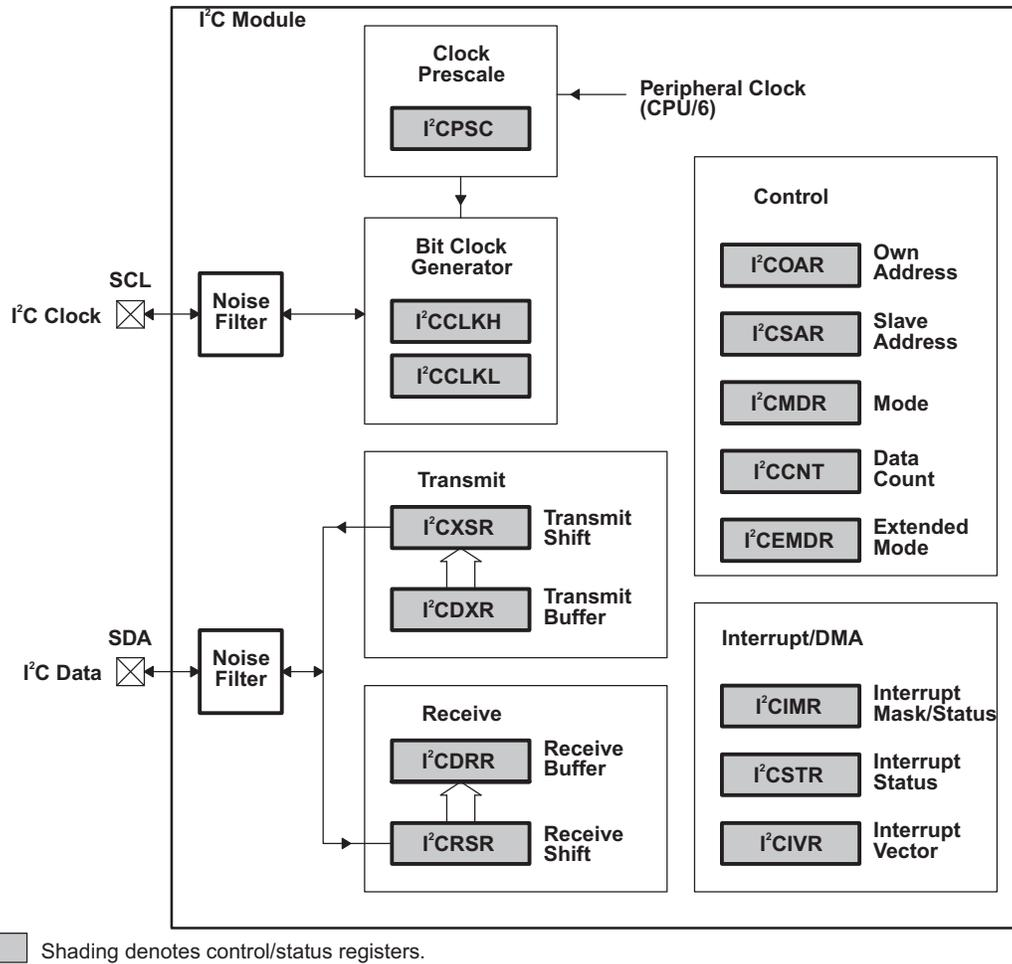 I²C Module
Clock
Prescale
I²CPSC
Peripheral Clock
(CPU/6)
Bit Clock
Generator
I²CCLKH
I²CCLKL
SCL
I²C Clock
Noise
Filter
Control
I²COAR
Own
Address
I²CSAR
Slave
Address
I²CMDR
Mode
I²CCNT
Data
Count
I²CEMDR
Extended
Mode
Transmit
I²CXSR
Transmit
Shift
I²CDXR
Transmit
Buffer
SDA
I²C Data
Noise
Filter
Receive
I²CDRR
Receive
Buffer
I²CRSR
Receive
Shift
Interrupt/DMA
I²CIMR
Interrupt
Mask/Status
I²CSTR
Interrupt
Status
I²CIVR
Interrupt
Vector
Shading denotes control/status registers.